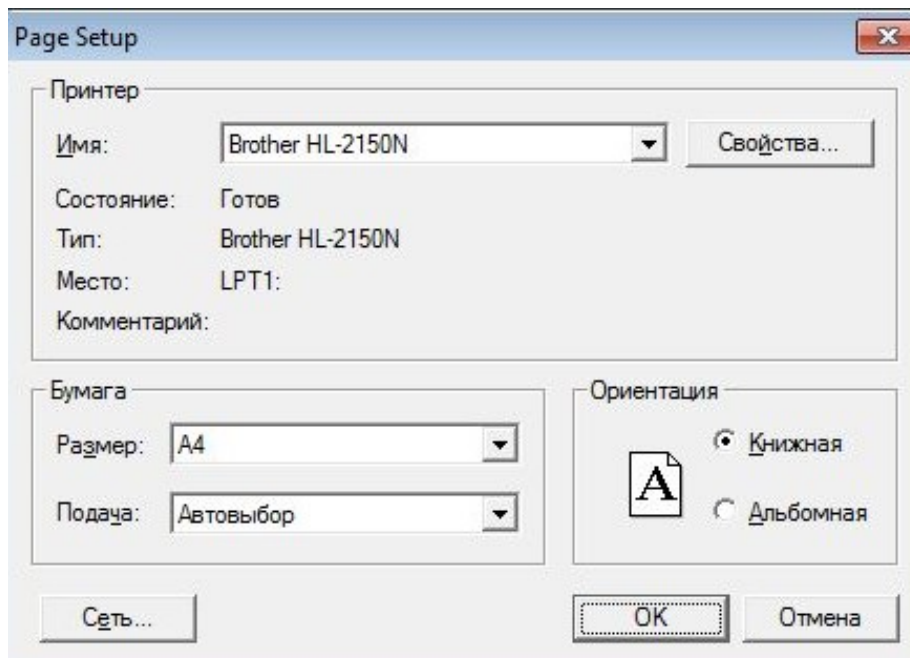 Page Setup
Принтер
Имя: Brother HL-2150N Свойства...
Состояние: Готов
Тип: Brother HL-2150N
Место: LPT1:
Комментарий:
Бумага
Размер: A4
Подача: Автовыбор
Ориентация
A
Книжная
Альбомная
Сеть... OK Отмена